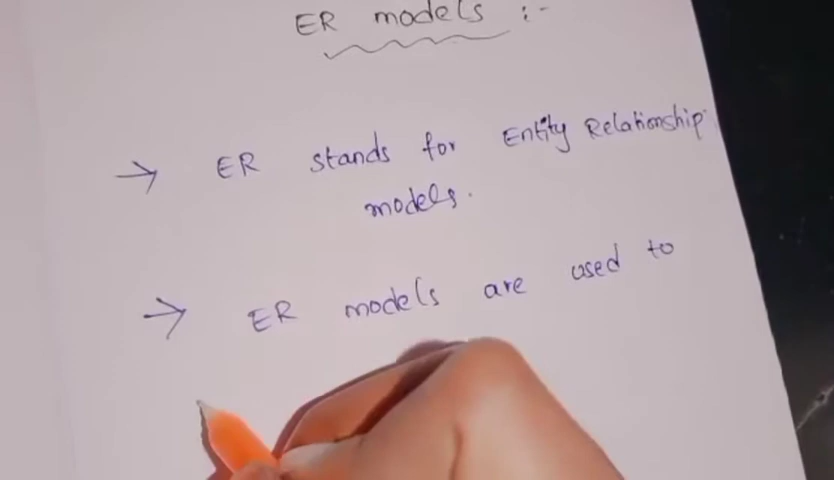 ER models :-
→ ER stands for Entity Relationship
models.
→ ER models are used to